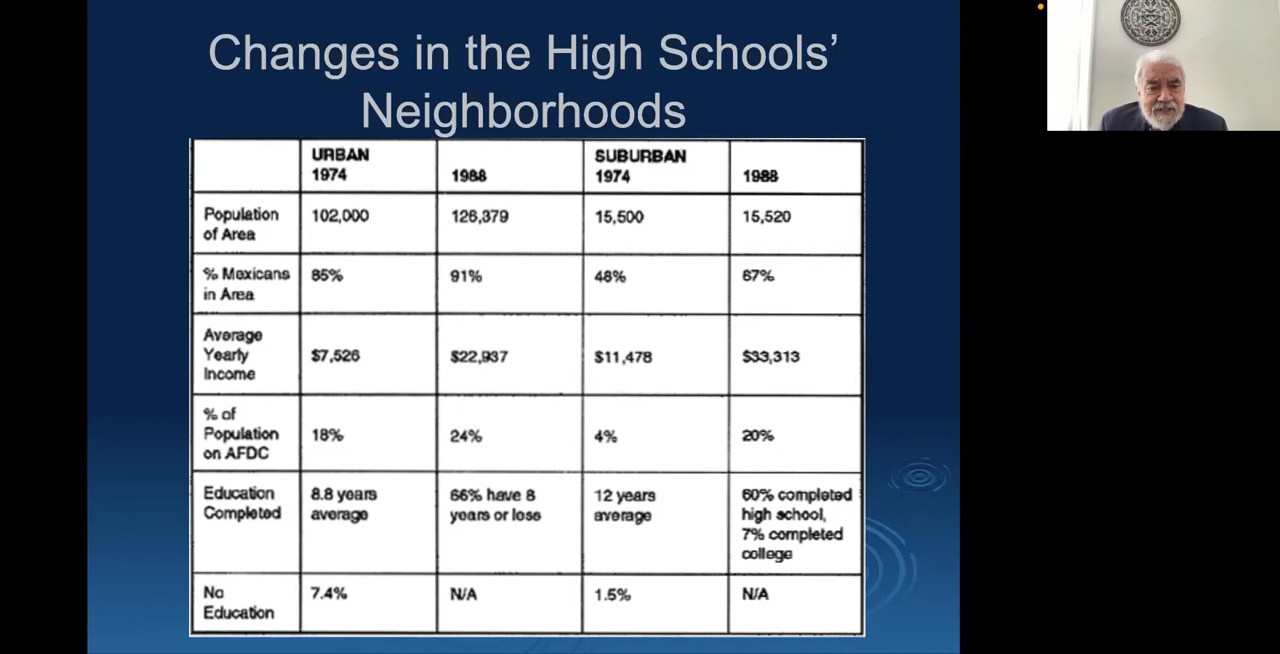 Changes in the High Schools’
Neighborhoods
URBAN
1974
1988
SUBURBAN
1974
1988
Population
of Area
102,000
126,379
15,500
15,520
% Mexicans
in Area
85%
91%
48%
67%
Average
Yearly
Income
$7,526
$22,937
$11,478
$33,313
% of
Population
on AFDC
18%
24%
4%
20%
Education
Completed
8.8 years
average
66% have 8
years or less
12 years
average
60% completed
high school,
7% completed
college
No
Education
7.4%
N/A
1.5%
N/A